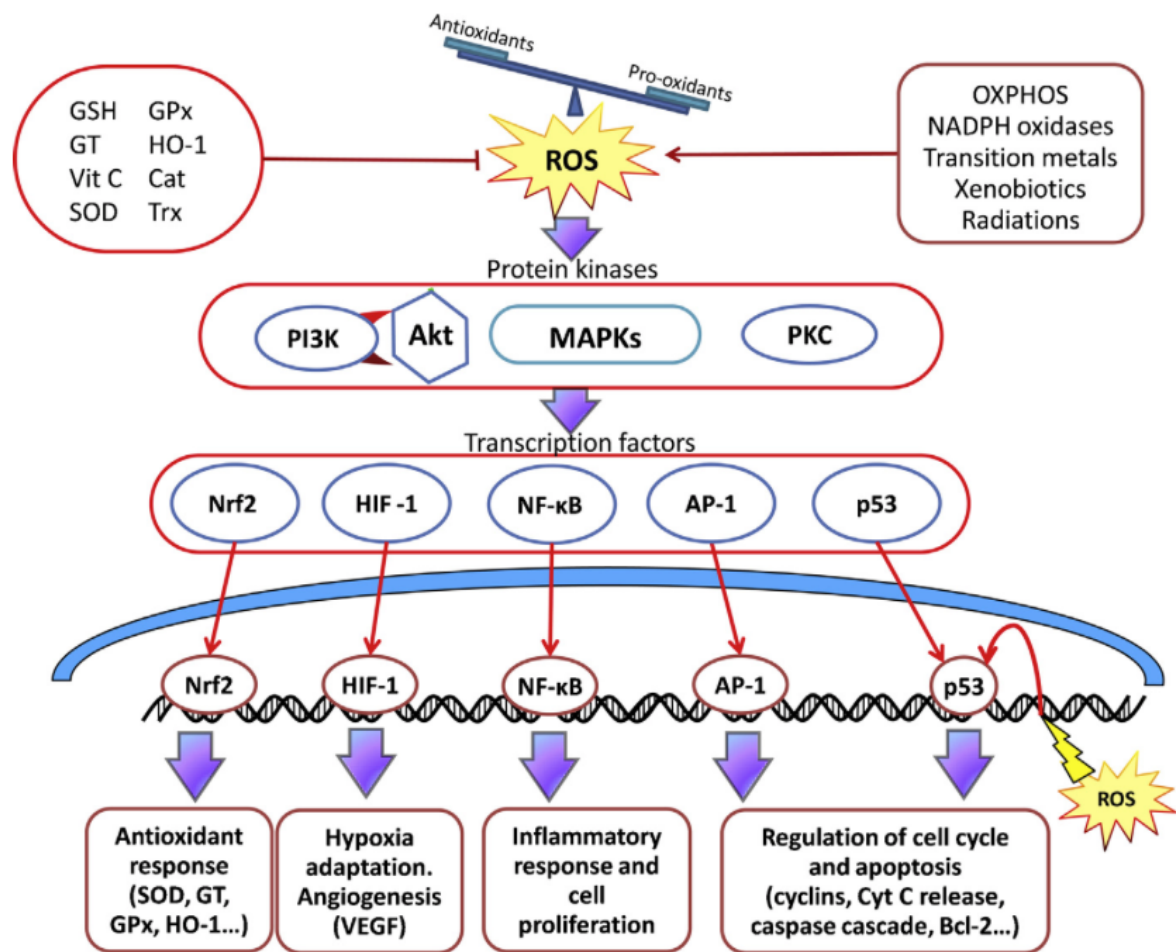 Antioxidants
Pro-oxidants
GSH GPx
GT HO-1
Vit C Cat
SOD Trx
ROS
OXPHOS
NADPH oxidases
Transition metals
Xenobiotics
Radiations
Protein kinases
PI3K
Akt
MAPKs
PKC
Transcription factors
Nrf2
HIF -1
NF-κB
AP-1
p53
Nrf2
HIF-1
NF-κB
AP-1
p53
ROS
Antioxidant
response
(SOD, GT,
GPx, HO-1...)
Hypoxia
adaptation.
Angiogenesis
(VEGF)
Inflammatory
response and
cell
proliferation
Regulation of cell cycle
and apoptosis
(cyclins, Cyt C release,
caspase cascade, Bcl-2...)